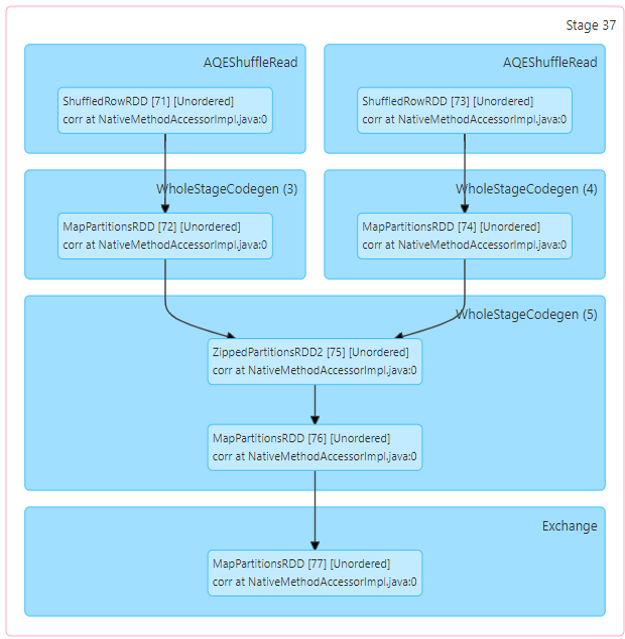 Stage 37
AQEShuffleRead
AQEShuffleRead
ShuffledRowRDD [71] [Unordered]
corr at NativeMethodAccessorImpl.java:0
ShuffledRowRDD [73] [Unordered]
corr at NativeMethodAccessorImpl.java:0
WholeStageCodegen (3)
WholeStageCodegen (4)
MapPartitionsRDD [72] [Unordered]
corr at NativeMethodAccessorImpl.java:0
MapPartitionsRDD [74] [Unordered]
corr at NativeMethodAccessorImpl.java:0
WholeStageCodegen (5)
ZippedPartitionsRDD2 [75] [Unordered]
corr at NativeMethodAccessorImpl.java:0
MapPartitionsRDD [76] [Unordered]
corr at NativeMethodAccessorImpl.java:0
Exchange
MapPartitionsRDD [77] [Unordered]
corr at NativeMethodAccessorImpl.java:0